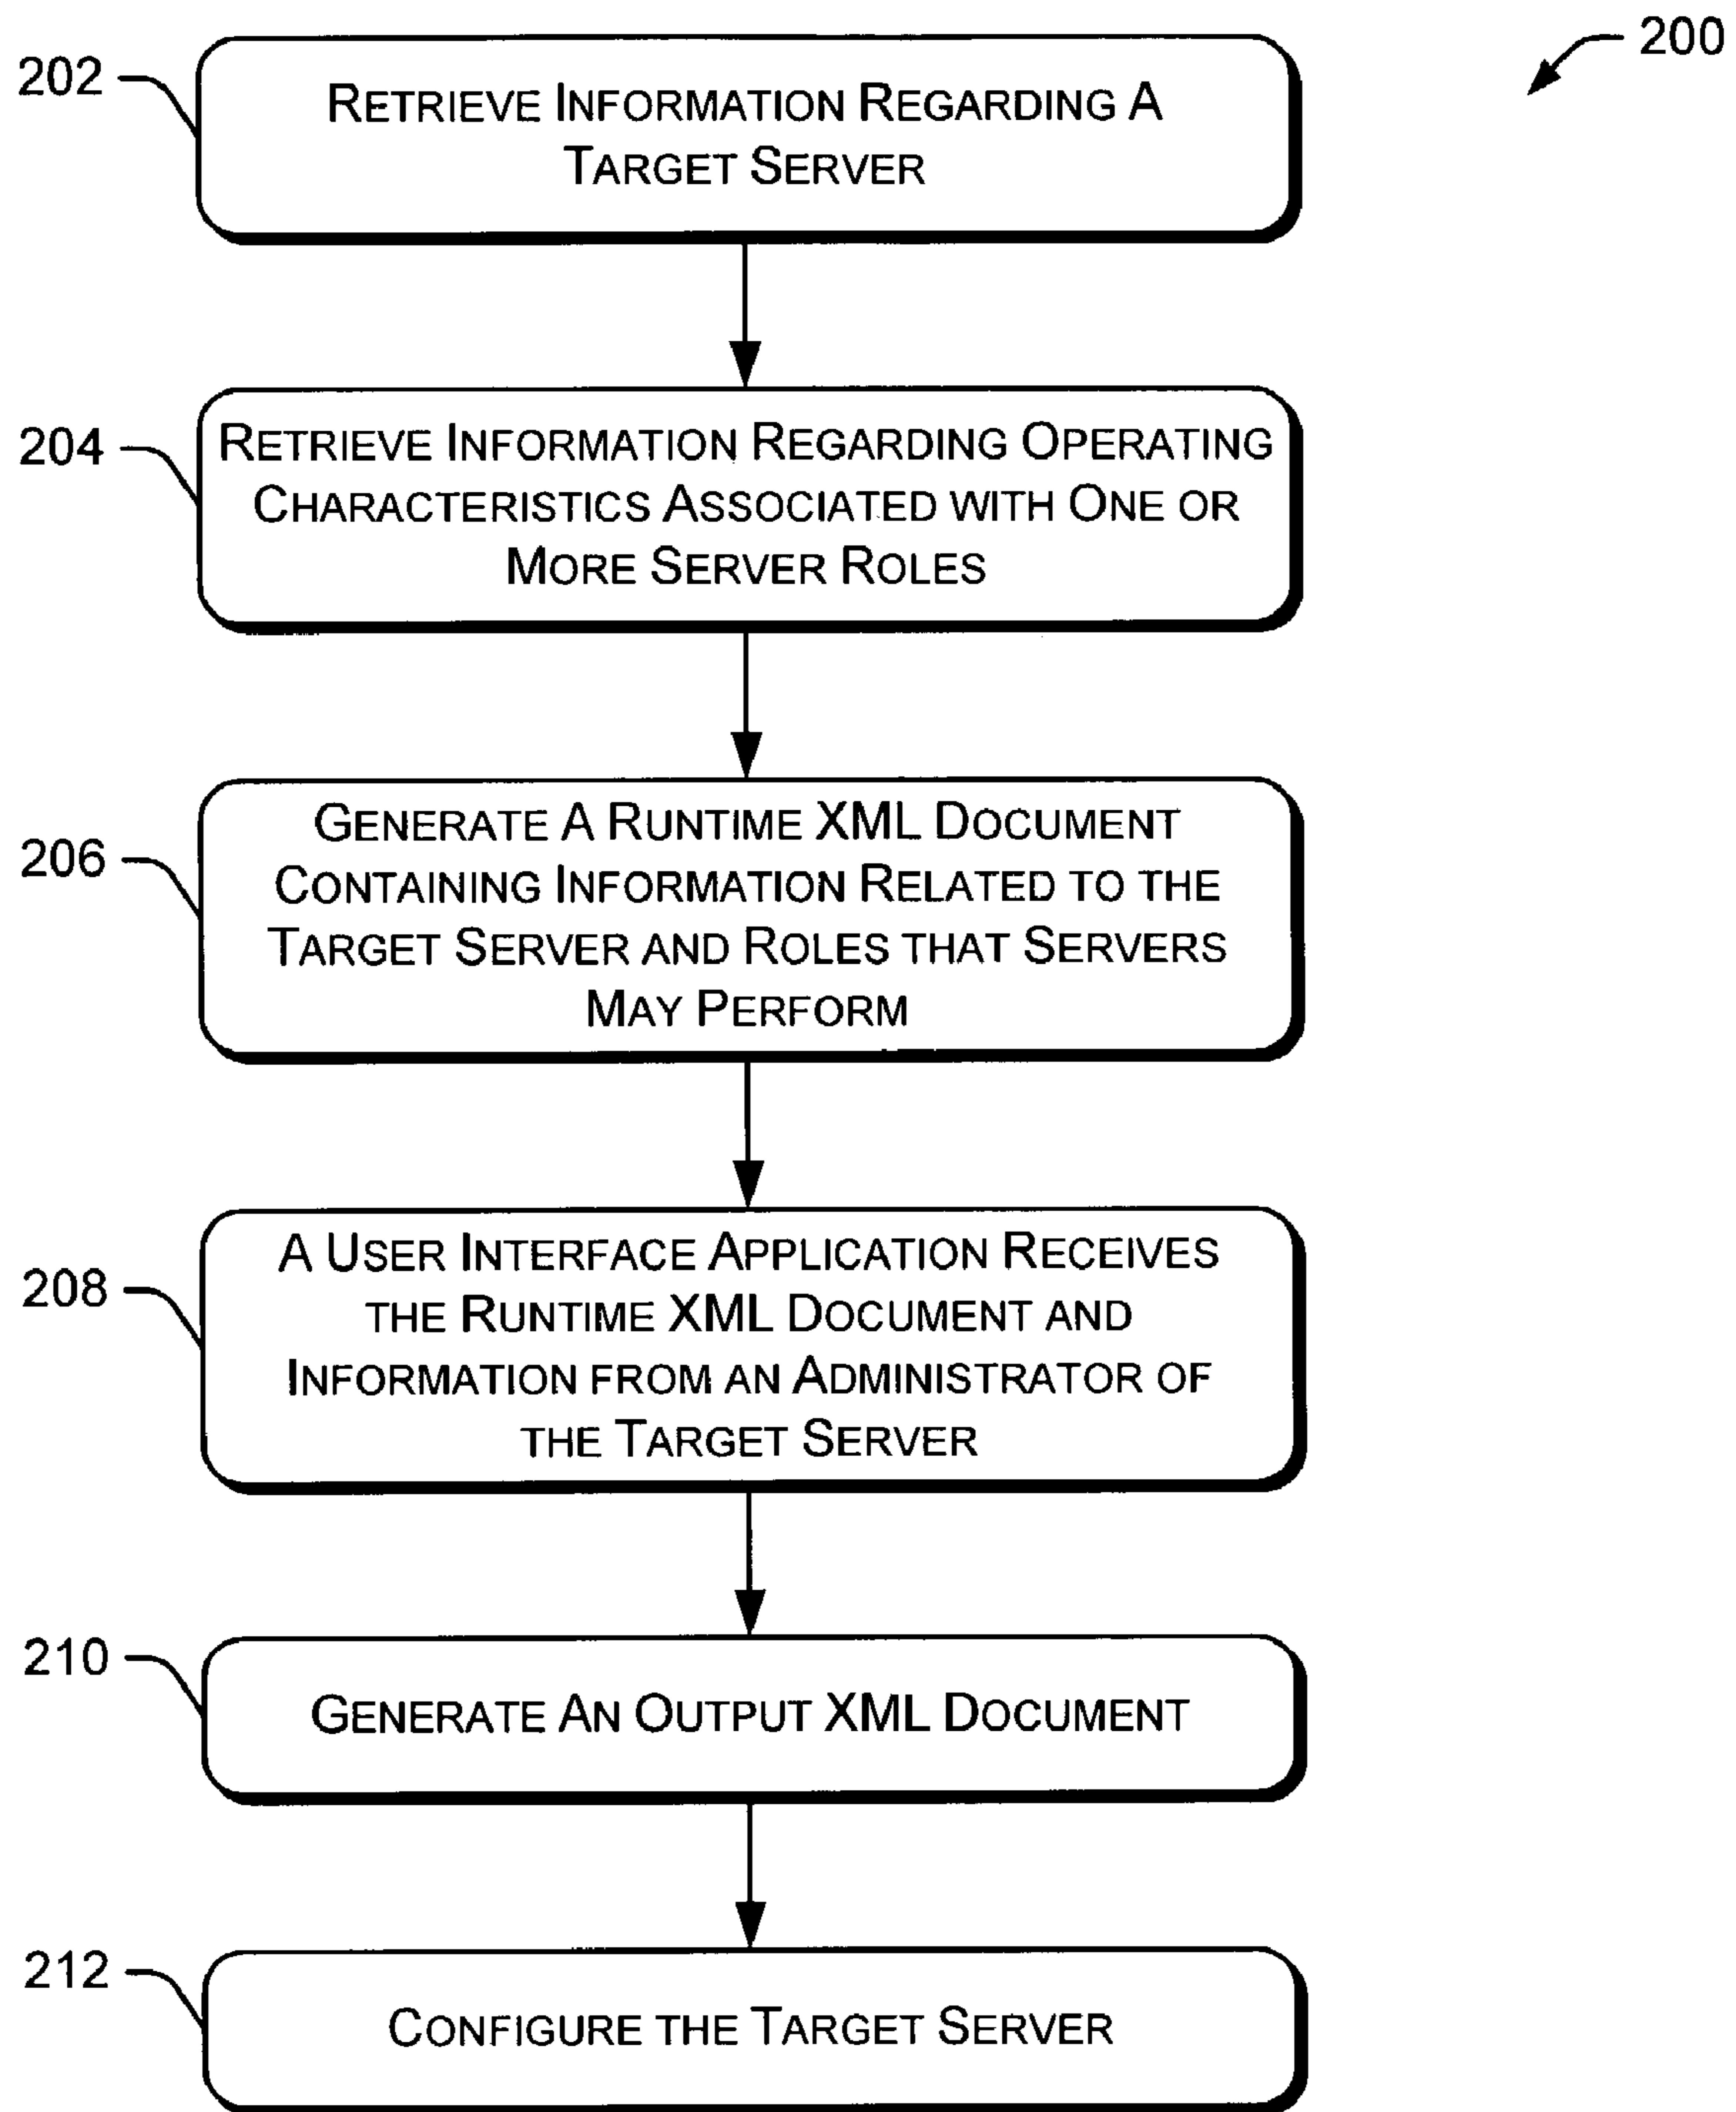 200
202
RETRIEVE INFORMATION REGARDING A
TARGET SERVER
204
RETRIEVE INFORMATION REGARDING OPERATING
CHARACTERISTICS ASSOCIATED WITH ONE OR
MORE SERVER ROLES
206
GENERATE A RUNTIME XML DOCUMENT
CONTAINING INFORMATION RELATED TO THE
TARGET SERVER AND ROLES THAT SERVERS
MAY PERFORM
208
A USER INTERFACE APPLICATION RECEIVES
THE RUNTIME XML DOCUMENT AND
INFORMATION FROM AN ADMINISTRATOR OF
THE TARGET SERVER
210
GENERATE AN OUTPUT XML DOCUMENT
212
CONFIGURE THE TARGET SERVER